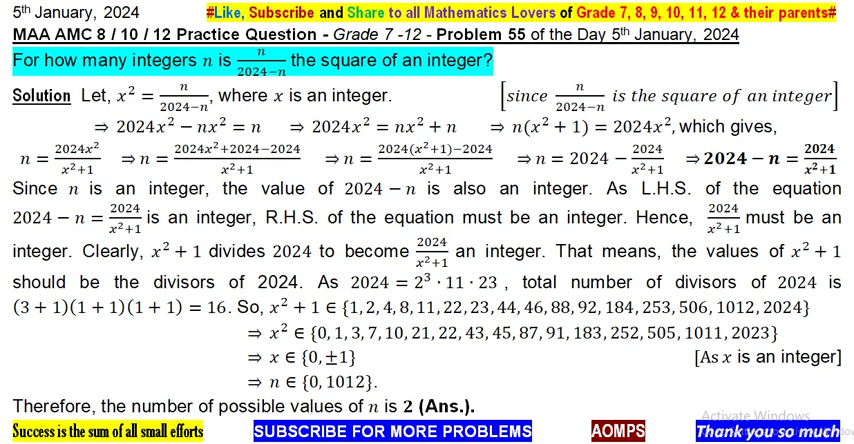 5th January, 2024 #Like, Subscribe and Share to all Mathematics Lovers of Grade 7, 8, 9, 10, 11, 12 & their parents#
MAA AMC 8 / 10 / 12 Practice Question - Grade 7 -12 - Problem 55 of the Day 5th January, 2024
For how many integers n is n/(2024−n) the square of an integer?
Solution Let, x² = n/(2024−n), where x is an integer. [since n/(2024−n) is the square of an integer]
⇒ 2024x² − nx² = n ⇒ 2024x² = nx² + n ⇒ n(x² + 1) = 2024x², which gives,
n = 2024x²/(x²+1) ⇒ n = (2024x²+2024−2024)/(x²+1) ⇒ n = (2024(x²+1)−2024)/(x²+1) ⇒ n = 2024 − 2024/(x²+1) ⇒ 2024 − n = 2024/(x²+1)
Since n is an integer, the value of 2024 − n is also an integer. As L.H.S. of the equation
2024 − n = 2024/(x²+1) is an integer, R.H.S. of the equation must be an integer. Hence, 2024/(x²+1) must be an
integer. Clearly, x² + 1 divides 2024 to become 2024/(x²+1) an integer. That means, the values of x² + 1
should be the divisors of 2024. As 2024 = 2³ · 11 · 23 , total number of divisors of 2024 is
(3 + 1)(1 + 1)(1 + 1) = 16. So, x² + 1 ∈ {1, 2, 4, 8, 11, 22, 23, 44, 46, 88, 92, 184, 253, 506, 1012, 2024}
⇒ x² ∈ {0, 1, 3, 7, 10, 21, 22, 43, 45, 87, 91, 183, 252, 505, 1011, 2023}
⇒ x ∈ {0, ±1} [As x is an integer]
⇒ n ∈ {0, 1012}.
Therefore, the number of possible values of n is 2 (Ans.).
Activate Windows
Success is the sum of all small efforts SUBSCRIBE FOR MORE PROBLEMS AOMPS Thank you so much